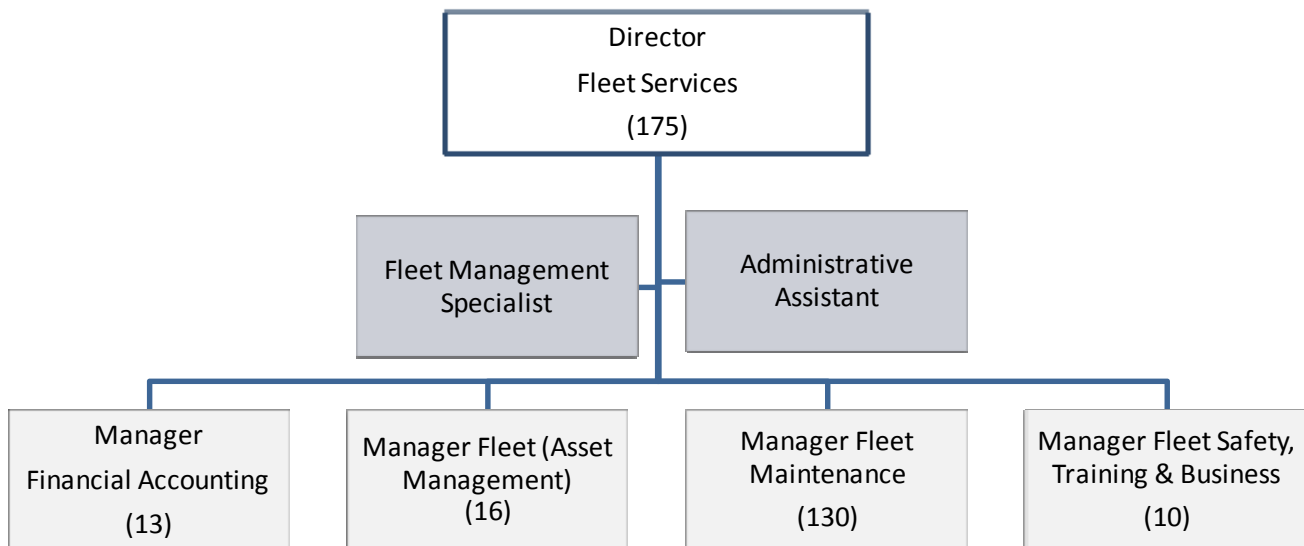 Director
Fleet Services
(175)
Fleet Management
Specialist
Administrative
Assistant
Manager
Financial Accounting
(13)
Manager Fleet (Asset
Management)
(16)
Manager Fleet
Maintenance
(130)
Manager Fleet Safety,
Training & Business
(10)